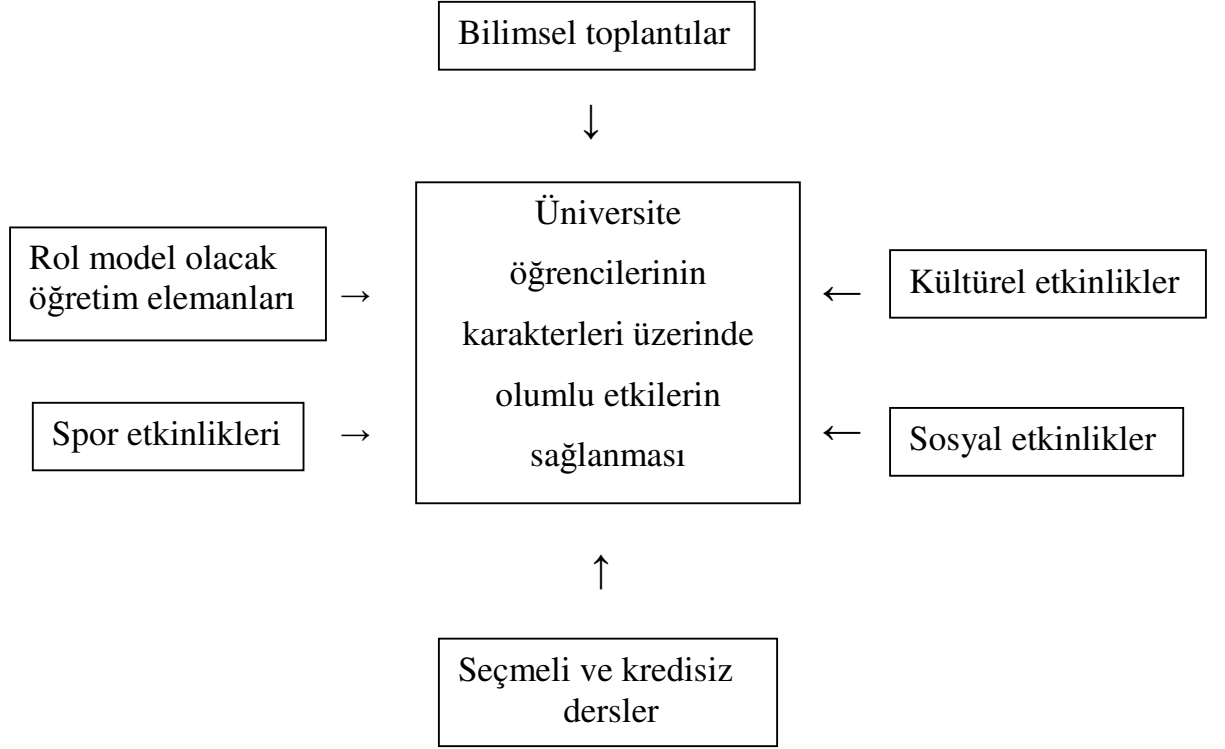 Bilimsel toplantılar
↓
Rol model olacak
öğretim elemanları
→
Spor etkinlikleri
→
Üniversite
öğrencilerinin
karakterleri üzerinde
olumlu etkilerin
sağlanması
←
Kültürel etkinlikler
←
Sosyal etkinlikler
↑
Seçmeli ve kredisiz
dersler